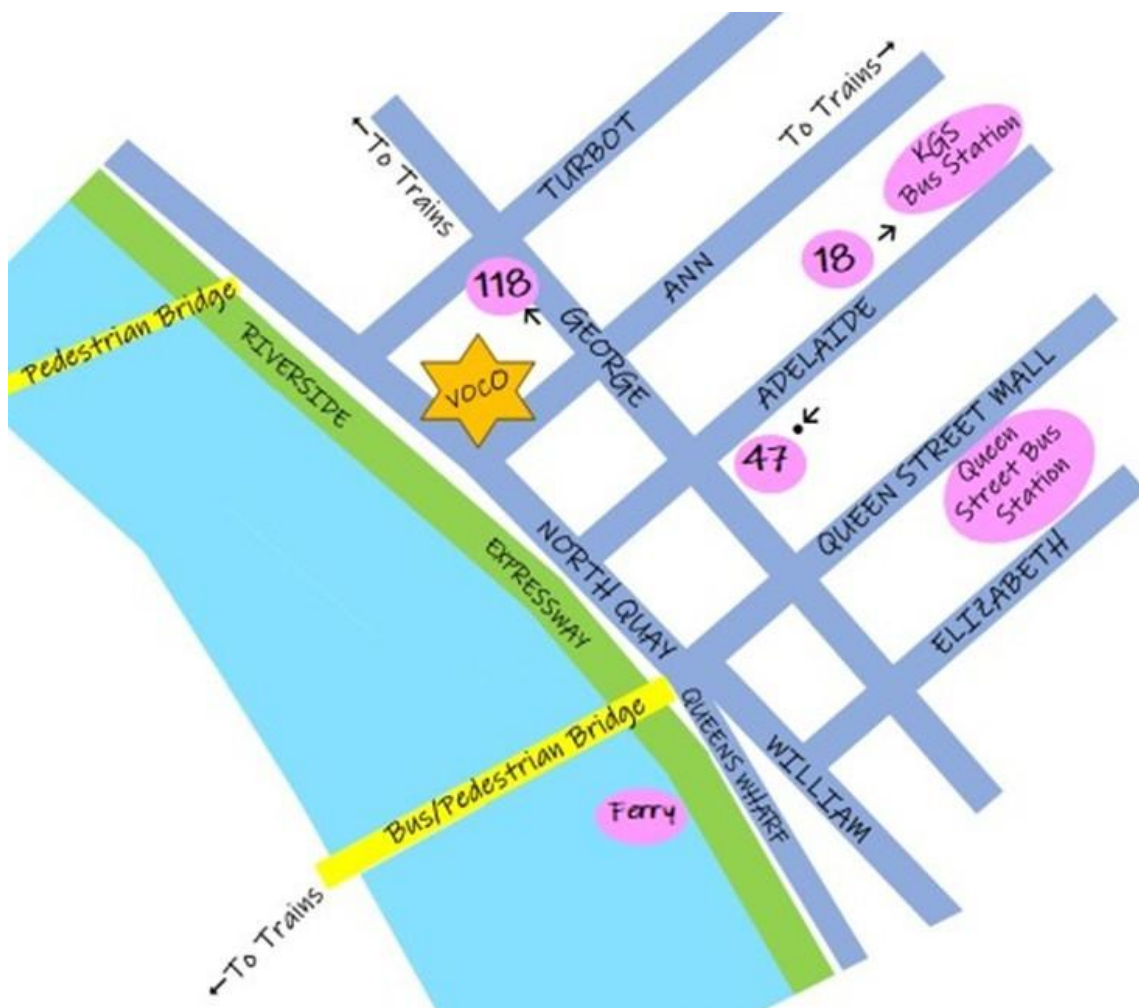 TURBOT
To Trains
To Trains
KGS
Bus Station
118
18
ANN
GEORGE
Pedestrian Bridge
RIVERSIDE
VOCO
ADELAIDE
47
QUEEN STREET MALL
Queen
Street Bus
Station
NORTH QUAY
EXPRESSWAY
ELIZABETH
QUEENS WHARF
WILLIAM
Bus/Pedestrian Bridge
Ferry
To Trains